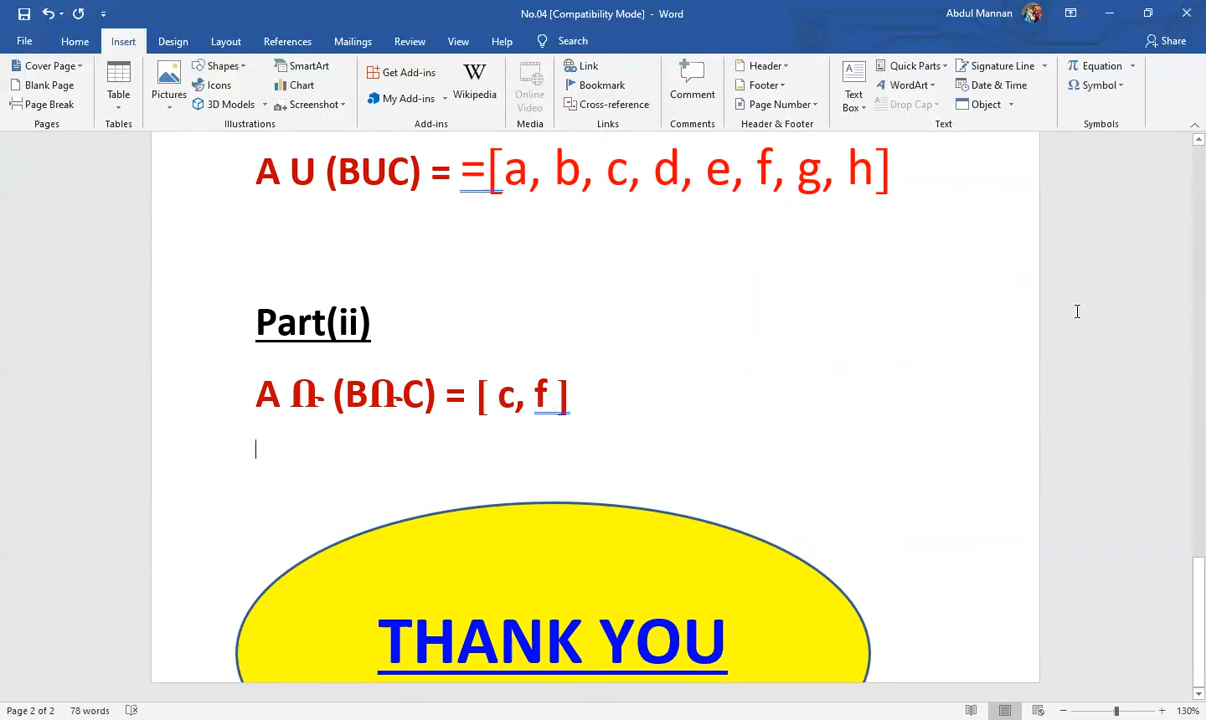 No.04 [Compatibility Mode] - Word
Abdul Mannan
File Home Insert Design Layout References Mailings Review View Help Search Share
Cover Page
Blank Page
Page Break
Pages
Table
Tables
Pictures
Shapes
Icons
3D Models
SmartArt
Chart
Screenshot
Illustrations
Get Add-ins
My Add-ins
Wikipedia
Add-ins
Online
Video
Media
Link
Bookmark
Cross-reference
Links
Comment
Comments
Header
Footer
Page Number
Header & Footer
Text
Box
Quick Parts
WordArt
Drop Cap
Signature Line
Date & Time
Object
Text
Equation
Symbol
Symbols
A U (BUC) = =[a, b, c, d, e, f, g, h]
Part(ii)
A Ո (BՈC) = [ c, f ]
THANK YOU
Page 2 of 2 78 words
130%